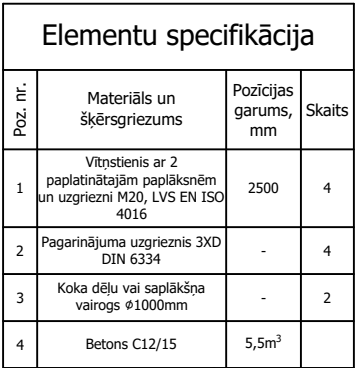 Elementu specifikācija
Poz. nr.
Materiāls un
šķērsgriezums
Pozīcijas
garums,
mm
Skaits
1
Vītņstienis ar 2
paplatinātajām paplāksnēm
un uzgriezni M20, LVS EN ISO
4016
2500
4
2
Pagarinājuma uzgrieznis 3XD
DIN 6334
-
4
3
Koka dēļu vai saplākšņa
vairogs ⌀1000mm
-
2
4
Betons C12/15
5,5m³